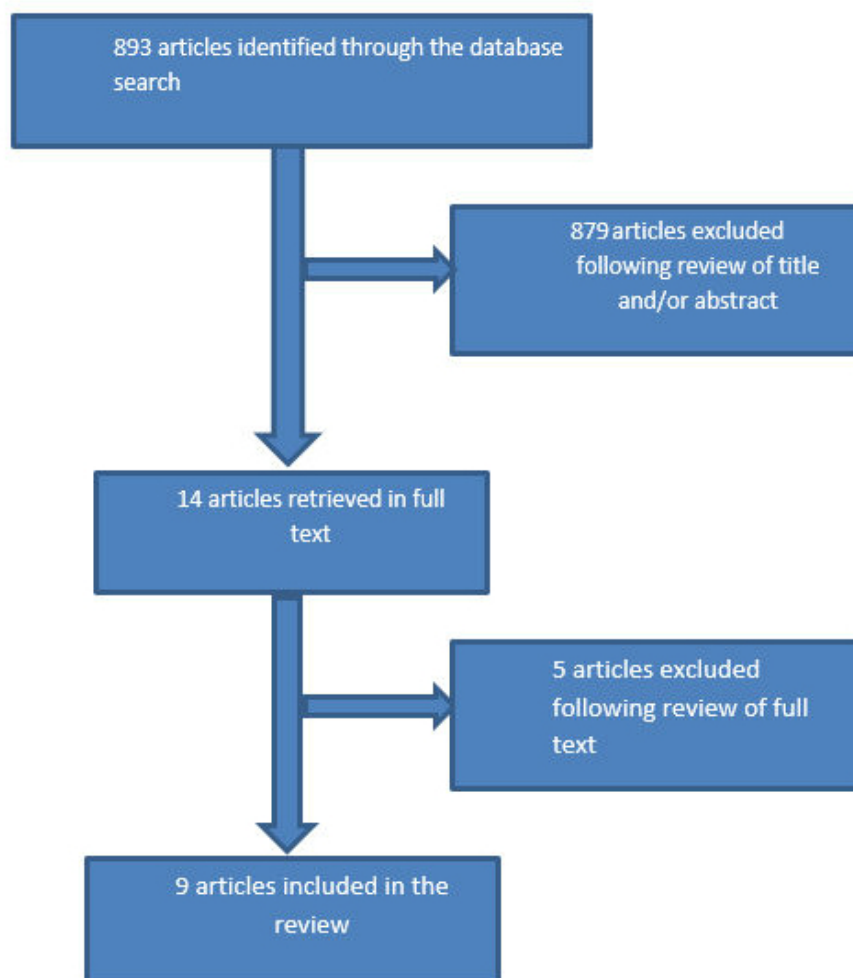 893 articles identified through the database
search
879 articles excluded
following review of title
and/or abstract
14 articles retrieved in full
text
5 articles excluded
following review of full
text
9 articles included in the
review